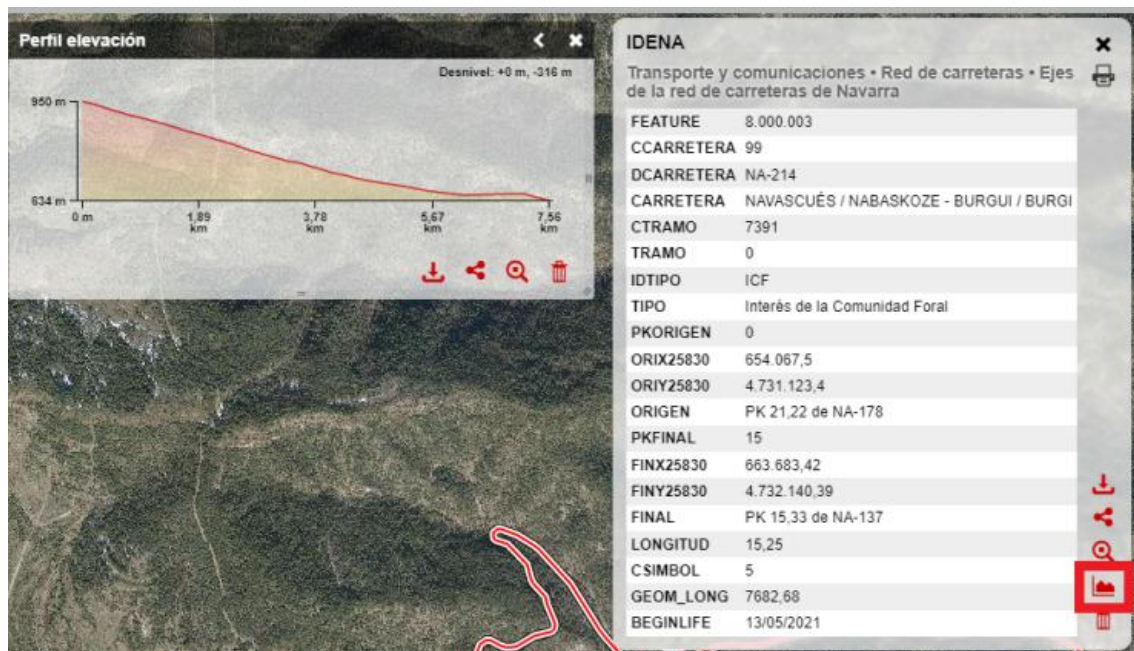 Perfil elevación
Desnivel: +0 m, -316 m
950 m
634 m
0 m
1,89
km
3,78
km
5,67
km
7,56
km
IDENA
Transporte y comunicaciones • Red de carreteras • Ejes
de la red de carreteras de Navarra
FEATURE 8.000.003
CCARRETERA 99
DCARRETERA NA-214
CARRETERA NAVASCUÉS / NABASKOZE - BURGUI / BURGI
CTRAMO 7391
TRAMO 0
IDTIPO ICF
TIPO Interés de la Comunidad Foral
PKORIGEN 0
ORIX25830 654.067,5
ORIY25830 4.731.123,4
ORIGEN PK 21,22 de NA-178
PKFINAL 15
FINX25830 663.683,42
FINY25830 4.732.140,39
FINAL PK 15,33 de NA-137
LONGITUD 15,25
CSIMBOL 5
GEOM_LONG 7682,68
BEGINLIFE 13/05/2021